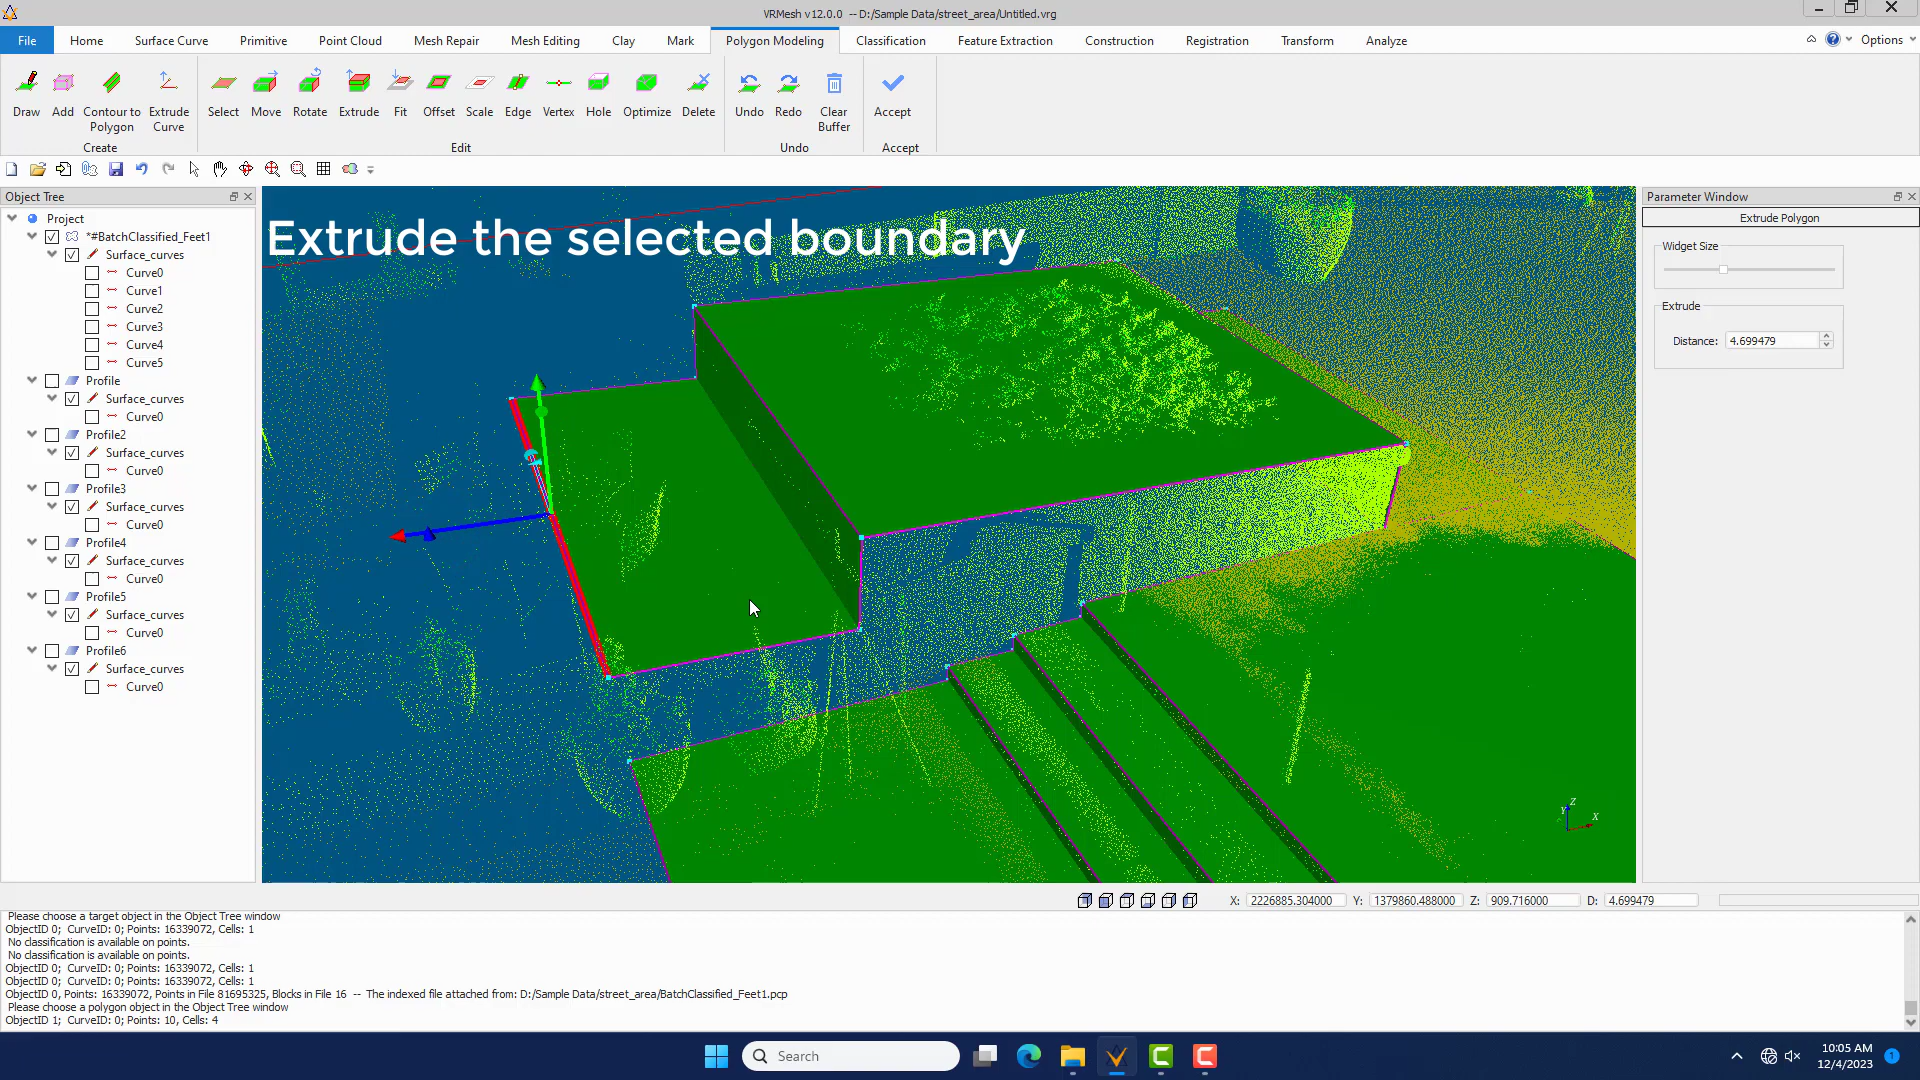 VRMesh v12.0.0 -- D:/Sample Data/street_area/Untitled.vrg
File Home Surface Curve Primitive Point Cloud Mesh Repair Mesh Editing Clay Mark Polygon Modeling Classification Feature Extraction Construction Registration Transform Analyze Options
Draw Add Contour to Polygon Extrude Curve Select Move Rotate Extrude Fit Offset Scale Edge Vertex Hole Optimize Delete Undo Redo Clear Buffer Accept
Create Edit Undo Accept
Object Tree
Project
*#BatchClassified_Feet1
Surface_curves
Curve0
Curve1
Curve2
Curve3
Curve4
Curve5
Profile
Surface_curves
Curve0
Profile2
Surface_curves
Curve0
Profile3
Surface_curves
Curve0
Profile4
Surface_curves
Curve0
Profile5
Surface_curves
Curve0
Profile6
Surface_curves
Curve0
Extrude the selected boundary
Z
Y
X
Parameter Window
Extrude Polygon
Widget Size
Extrude
Distance: 4.699479
X: 2226885.304000 Y: 1379860.488000 Z: 909.716000 D: 4.699479
Please choose a target object in the Object Tree window
ObjectID 0; CurveID: 0; Points: 16339072, Cells: 1
No classification is available on points.
No classification is available on points.
ObjectID 0; CurveID: 0; Points: 16339072, Cells: 1
ObjectID 0; CurveID: 0; Points: 16339072, Cells: 1
ObjectID 0, Points: 16339072, Points in File 81695325, Blocks in File 16 -- The indexed file attached from: D:/Sample Data/street_area/BatchClassified_Feet1.pcp
Please choose a polygon object in the Object Tree window
ObjectID 1; CurveID: 0; Points: 10, Cells: 4
Search
10:05 AM
12/4/2023
1